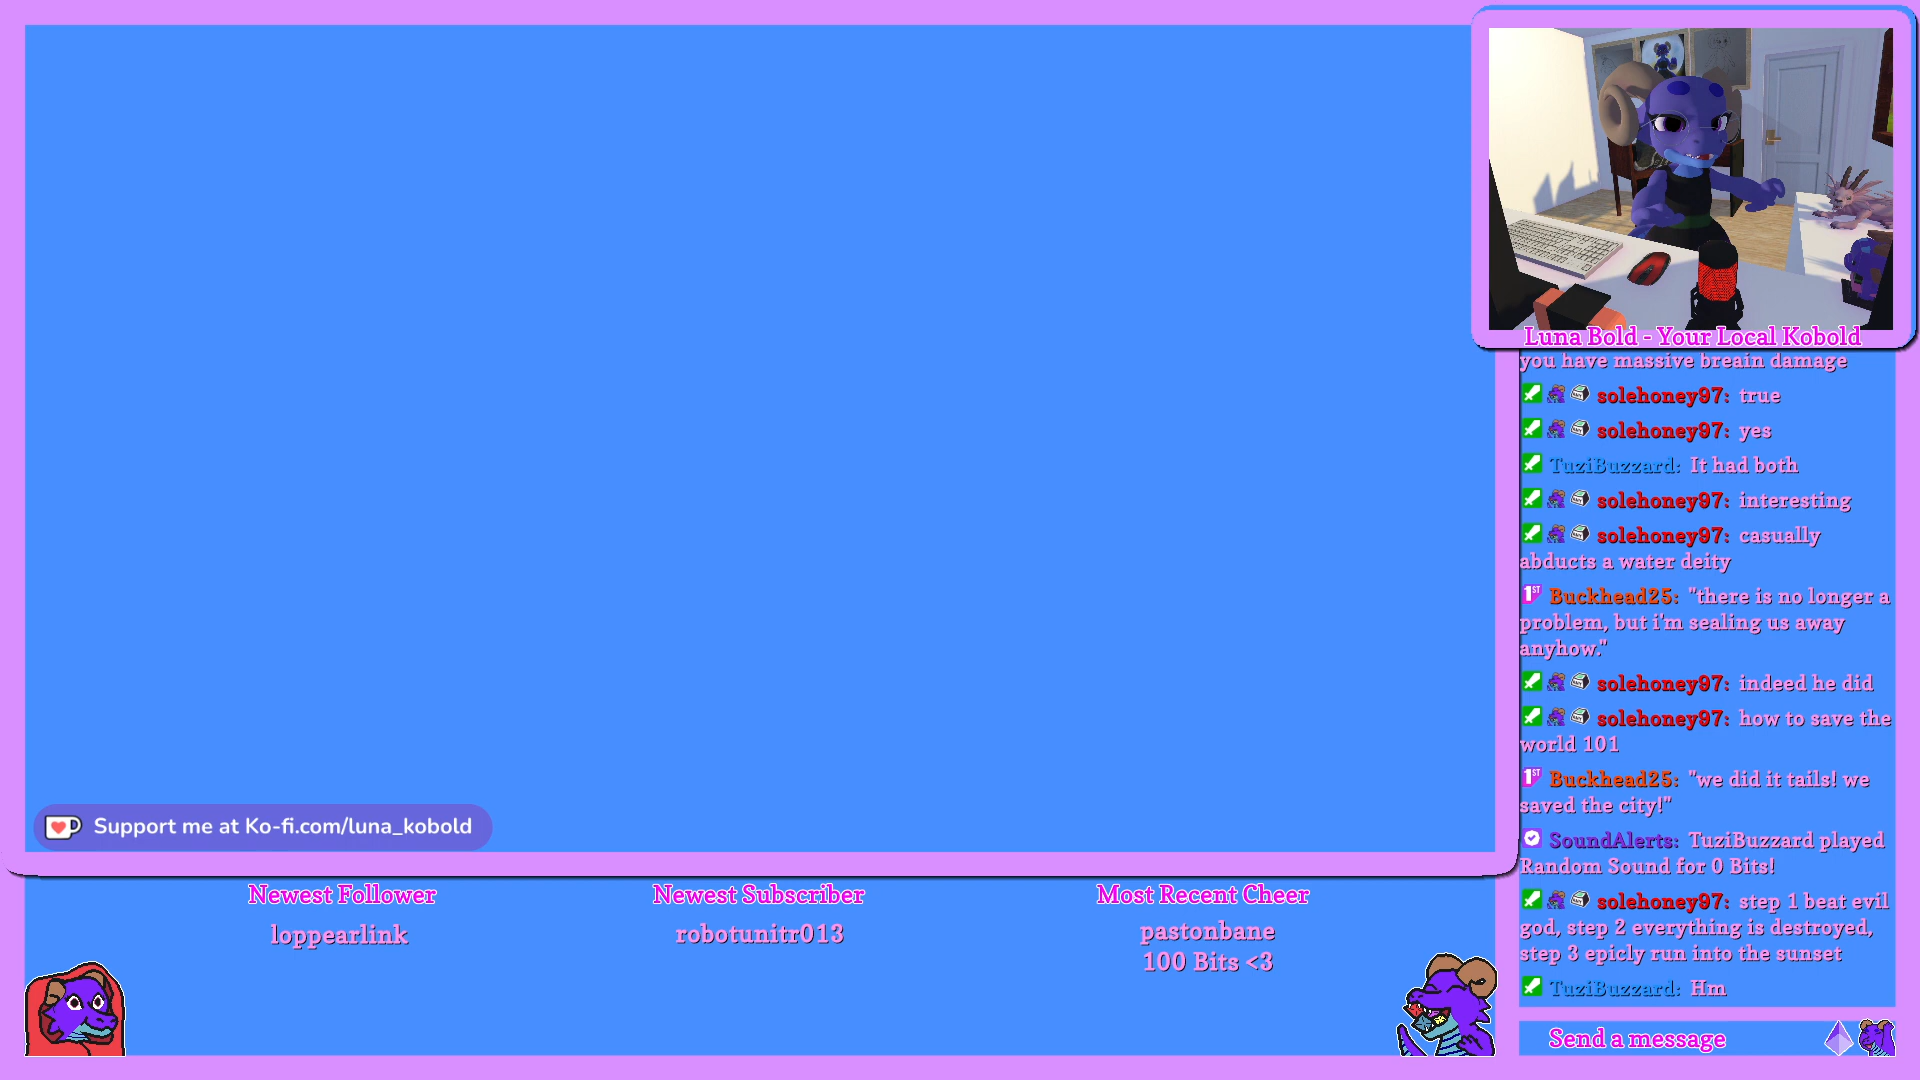 Luna Bold - Your Local Kobold
you have massive breain damage
solehoney97: true
solehoney97: yes
TuziBuzzard: It had both
solehoney97: interesting
solehoney97: casually
abducts a water deity
1ST Buckhead25: "there is no longer a
problem, but i'm sealing us away
anyhow."
solehoney97: indeed he did
solehoney97: how to save the
world 101
1ST Buckhead25: "we did it tails! we
saved the city!"
SoundAlerts: TuziBuzzard played
Random Sound for 0 Bits!
solehoney97: step 1 beat evil
god, step 2 everything is destroyed,
step 3 epicly run into the sunset
TuziBuzzard: Hm
Send a message
Support me at Ko-fi.com/luna_kobold
Newest Follower
loppearlink
Newest Subscriber
robotunitr013
Most Recent Cheer
pastonbane
100 Bits <3